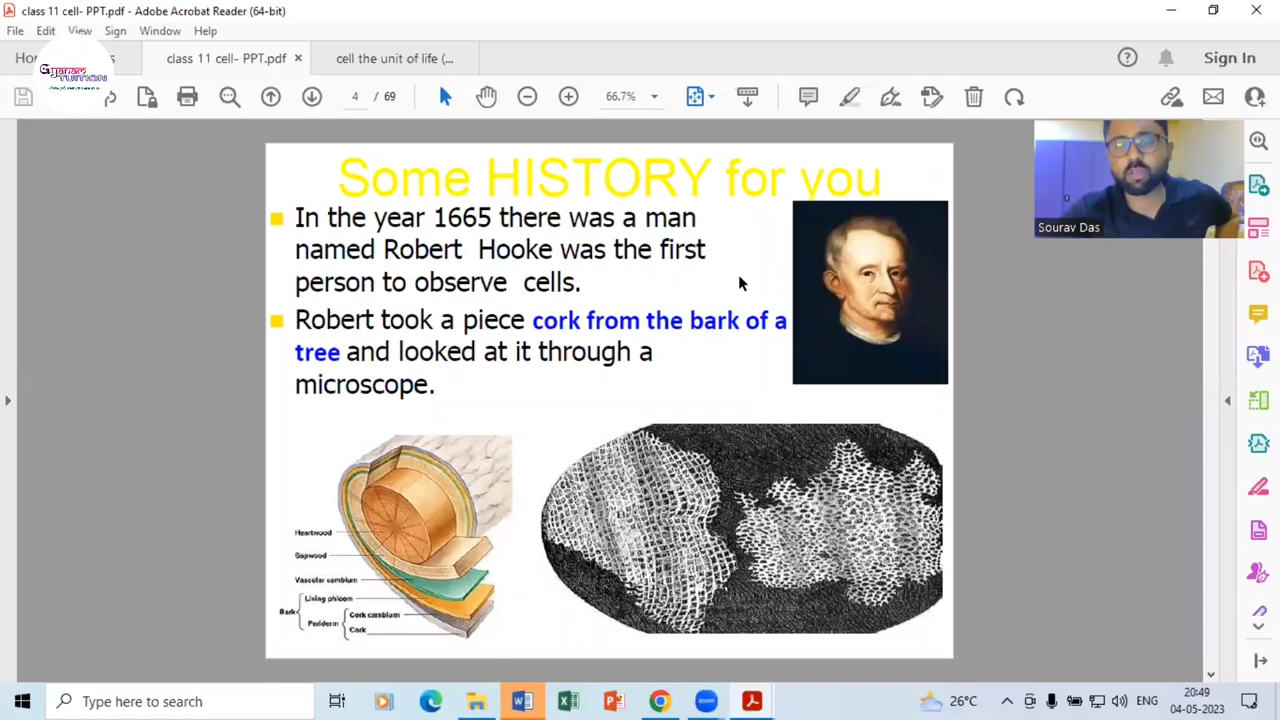 class 11 cell- PPT.pdf - Adobe Acrobat Reader (64-bit)
File Edit View Sign Window Help
class 11 cell- PPT.pdf × cell the unit of life (... Sign In
Gyanam
TUITION
4 / 69 66.7%
Some HISTORY for you
In the year 1665 there was a man
named Robert Hooke was the first
person to observe cells.
Robert took a piece cork from the bark of a
tree and looked at it through a
microscope.
Sourav Das
Heartwood
Sapwood
Vascular cambium
Living phloem
Bark
Cork cambium
Periderm
Cork
Type here to search
zoom
26°C
ENG
20:49
04-05-2023